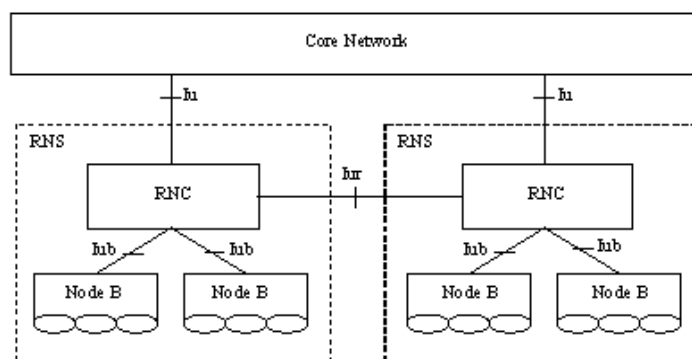 Core Network
Iu
Iu
RNS
RNS
RNC
Iur
RNC
Iub
Iub
Iub
Iub
Node B
Node B
Node B
Node B